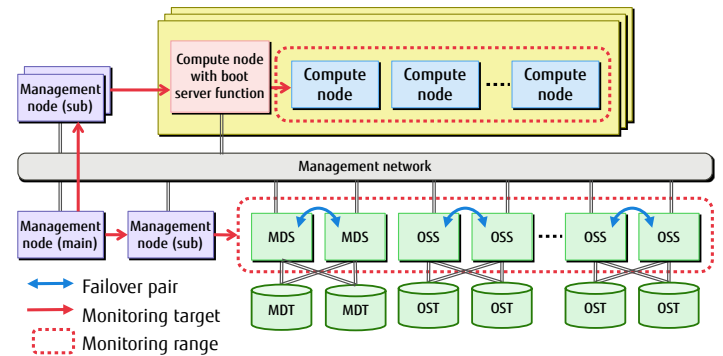 Compute node
with boot
server function
Compute
node
Compute
node
Compute
node
Management
node (sub)
Management network
Management
node (main)
Management
node (sub)
MDS
MDS
OSS
OSS
OSS
OSS
MDT
MDT
OST
OST
OST
OST
Failover pair
Monitoring target
Monitoring range